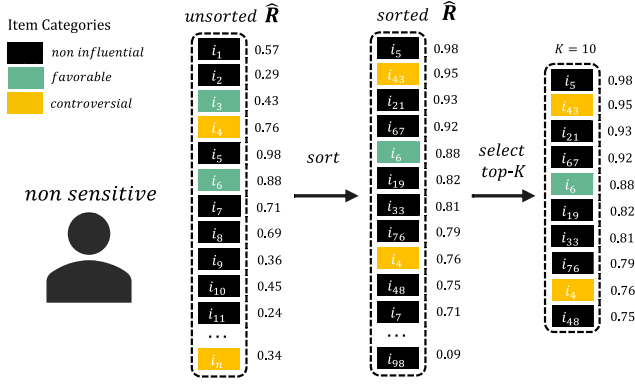 Item Categories
non influential
favorable
controversial
non sensitive
unsorted R̂
i1 0.57
i2 0.29
i3 0.43
i4 0.76
i5 0.98
i6 0.88
i7 0.71
i8 0.69
i9 0.36
i10 0.45
i11 0.24
...
in 0.34
sort
sorted R̂
i5 0.98
i43 0.95
i21 0.93
i67 0.92
i6 0.88
i19 0.82
i33 0.81
i76 0.79
i4 0.76
i48 0.75
i7 0.71
...
i98 0.09
select
top-K
K = 10
i5 0.98
i43 0.95
i21 0.93
i67 0.92
i6 0.88
i19 0.82
i33 0.81
i76 0.79
i4 0.76
i48 0.75